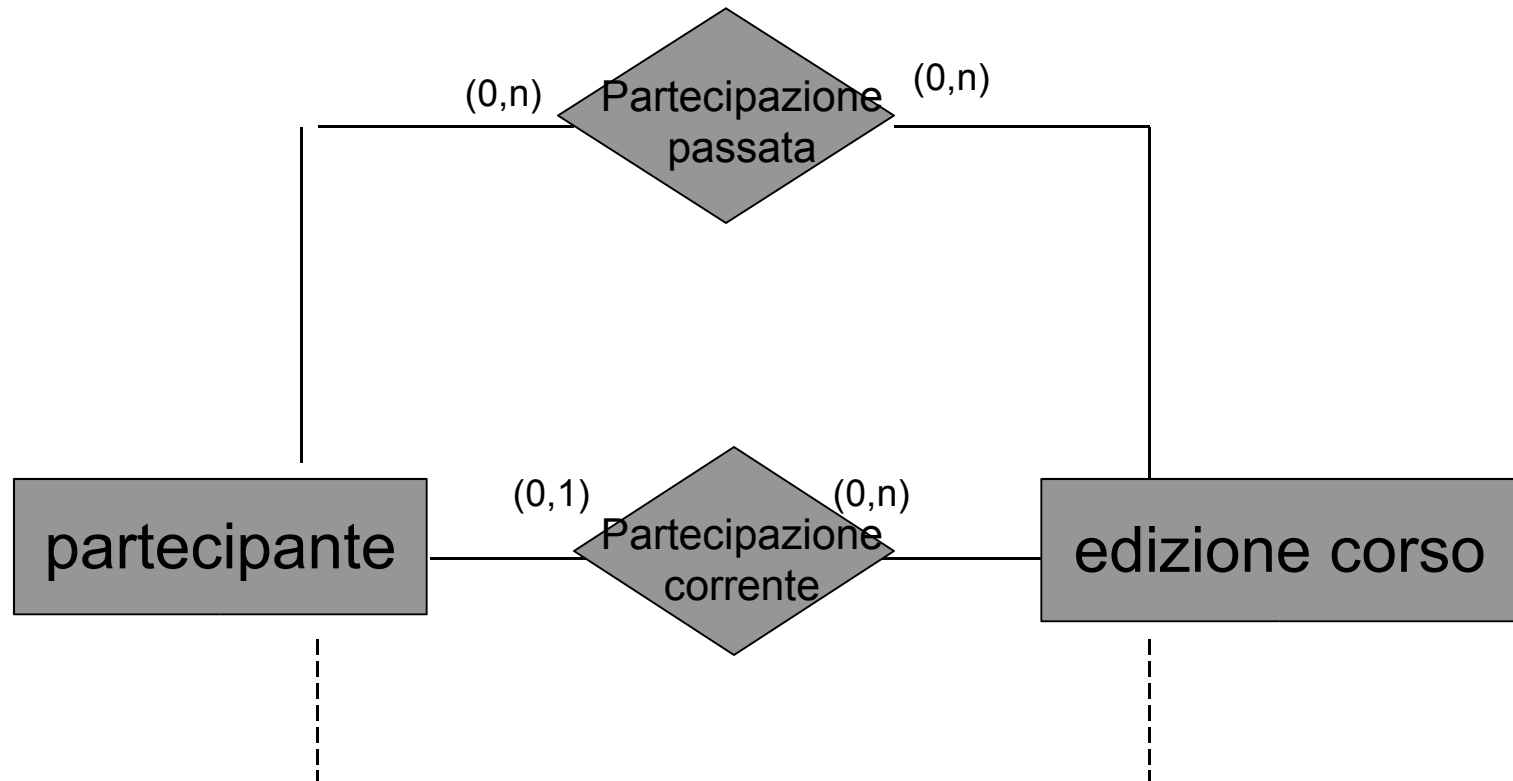 (0,n)
Partecipazione
passata
(0,n)
partecipante
(0,1)
Partecipazione
corrente
(0,n)
edizione corso